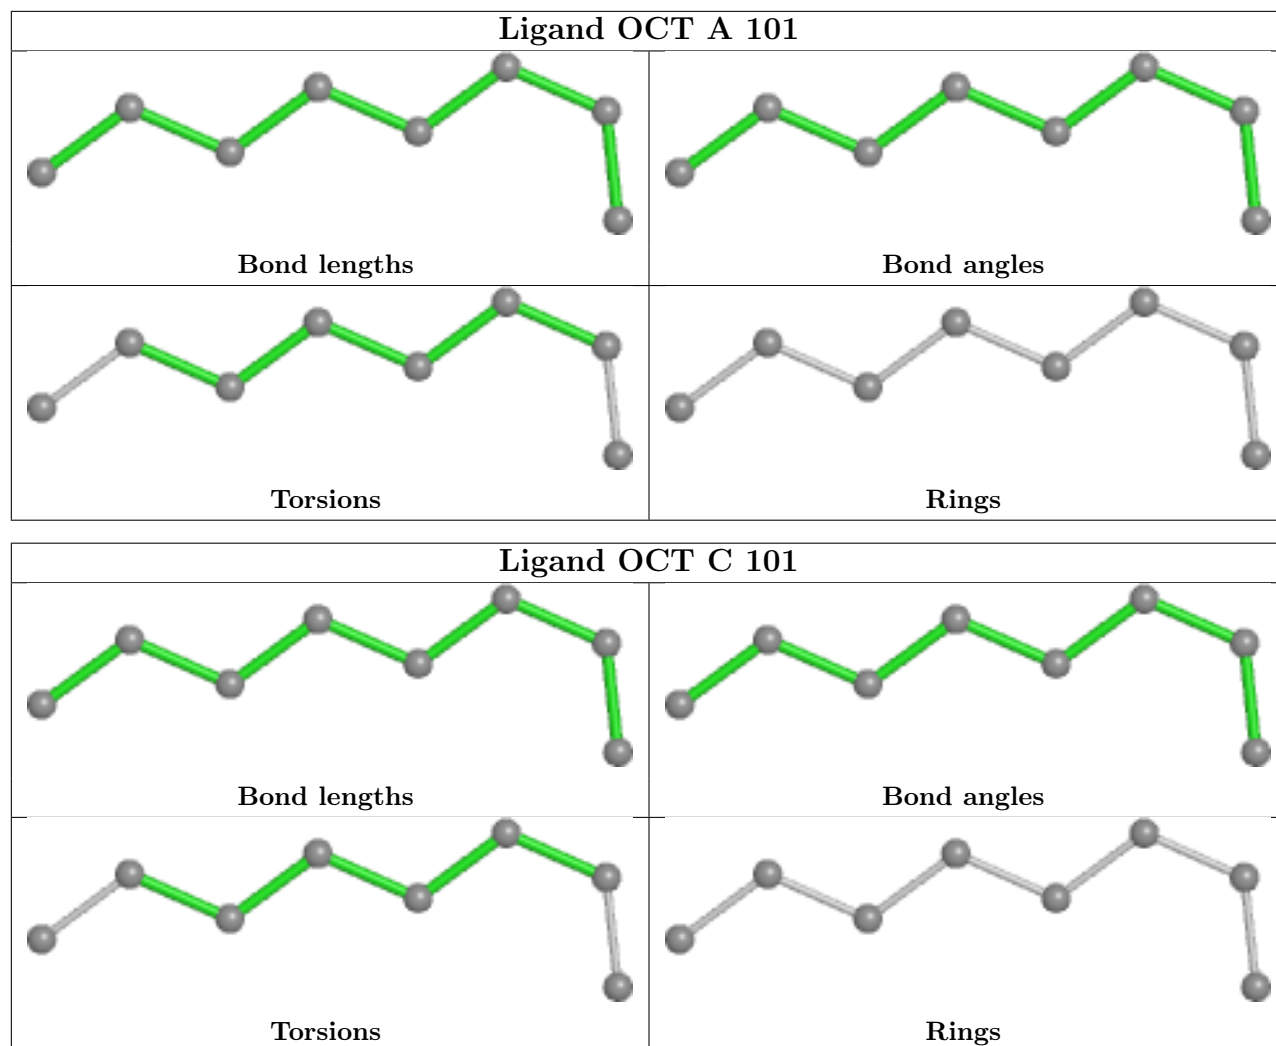 Ligand OCT A 101
Bond lengths
Bond angles
Torsions
Rings
Ligand OCT C 101
Bond lengths
Bond angles
Torsions
Rings